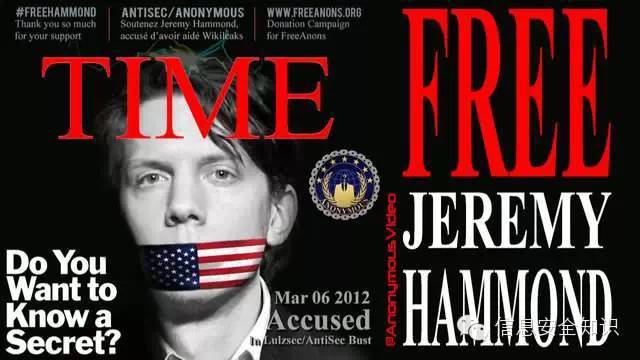 #FREEHAMMOND
Thank you so much
for your support
ANTISEC/ANONYMOUS
Soutenez Jeremy Hammond,
accusé d'avoir aidé Wikileaks
WWW.FREEANONS.ORG
Donation Campaign
for FreeAnons
TIME
ANONYMOUS
Do You
Want to
Know a
Secret?
Mar 06 2012
Accused
In Lulzsec/AntiSec Bust
FREE
JEREMY
HAMMOND
@AnonymousVideo
信息安全知识